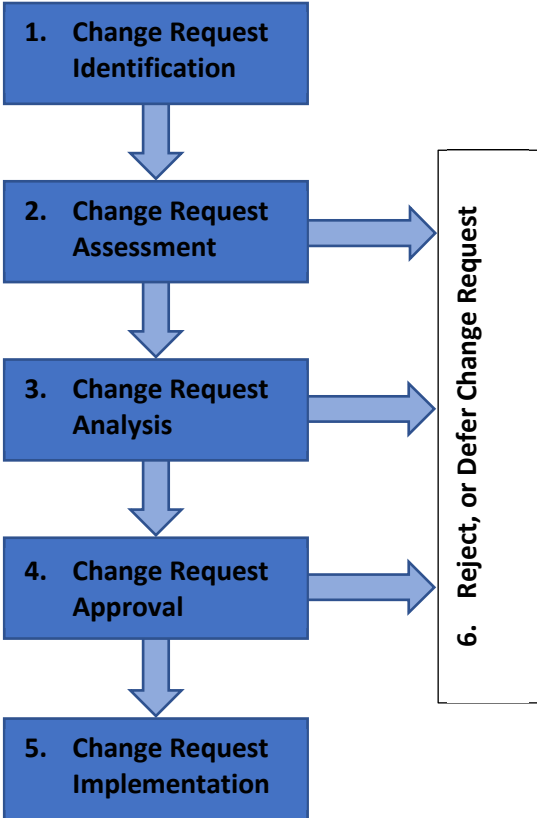 1. Change Request
Identification
2. Change Request
Assessment
3. Change Request
Analysis
4. Change Request
Approval
5. Change Request
Implementation
6. Reject, or Defer Change Request